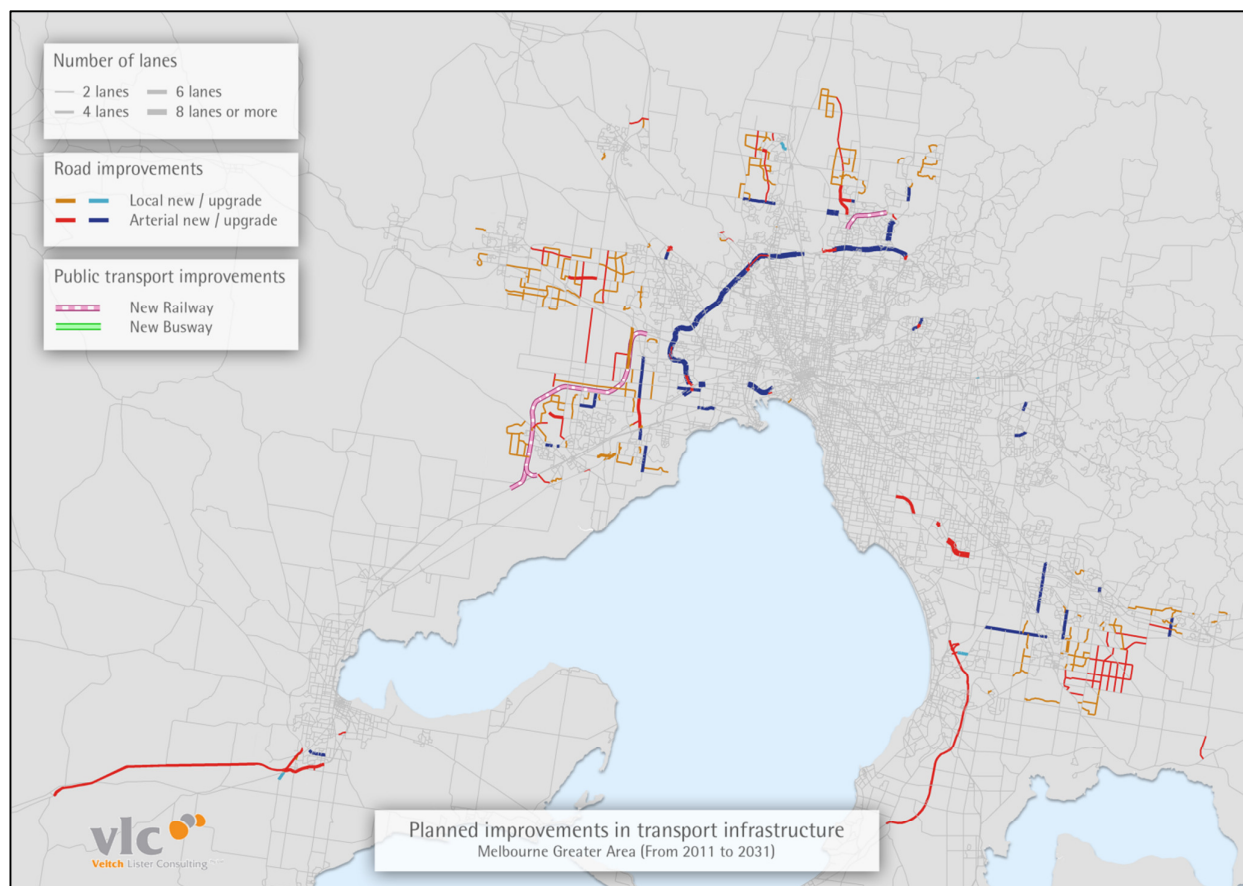 Number of lanes
2 lanes 6 lanes
4 lanes 8 lanes or more
Road improvements
Local new / upgrade
Arterial new / upgrade
Public transport improvements
New Railway
New Busway
vlc
Veitch Lister Consulting
Planned improvements in transport infrastructure
Melbourne Greater Area (From 2011 to 2031)